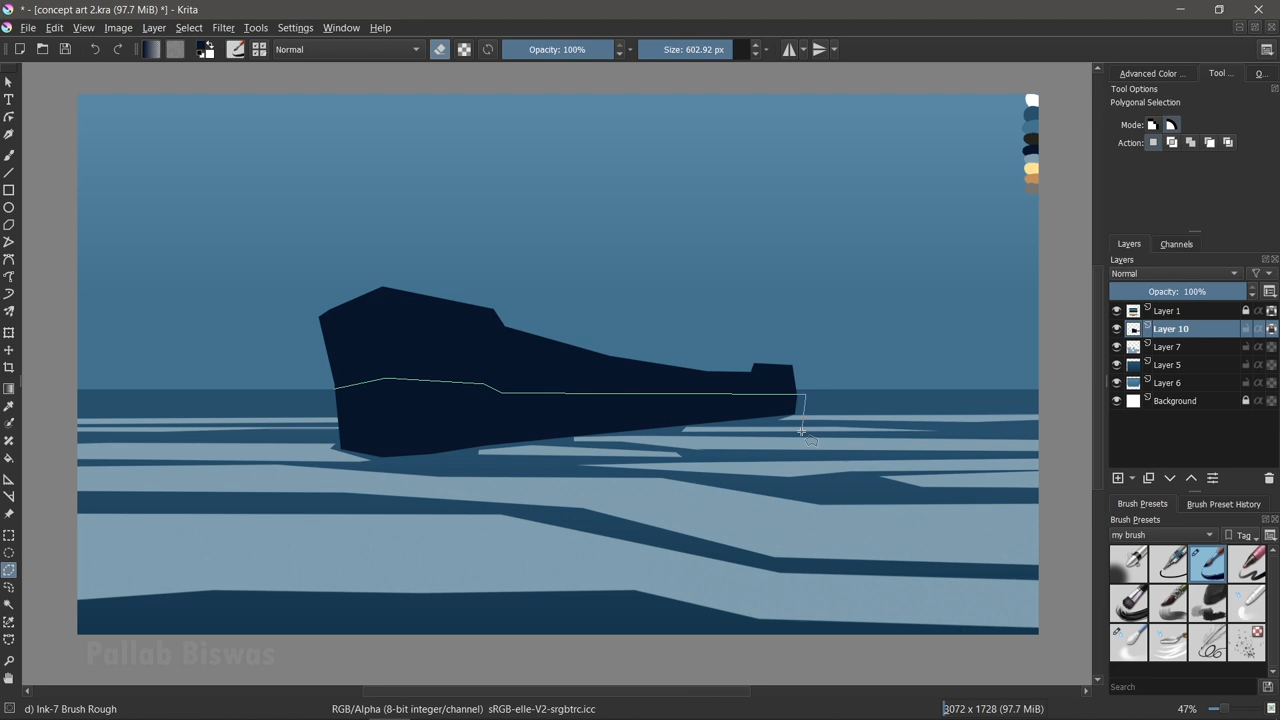 * - [concept art 2.kra (97.7 MiB) *] - Krita
File Edit View Image Layer Select Filter Tools Settings Window Help
Normal
Opacity: 100%
Size: 602.92 px
Advanced Color ...
Tool ...
O...
Tool Options
Polygonal Selection
Mode:
Action:
Layers
Channels
Layers
Normal
Opacity: 100%
Layer 1
Layer 10
Layer 7
Layer 5
Layer 6
Background
Brush Presets
Brush Preset History
Brush Presets
my brush
Tag
Search
Pallab Biswas
d) Ink-7 Brush Rough
RGB/Alpha (8-bit integer/channel) sRGB-elle-V2-srgbtrc.icc
3072 x 1728 (97.7 MiB)
47%